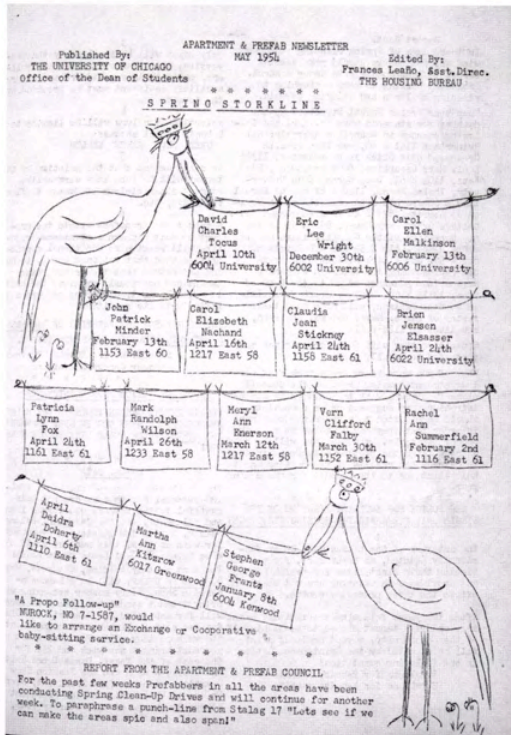 APARTMENT & PREFAB NEWSLETTER
MAY 1954
Published By:
THE UNIVERSITY OF CHICAGO
Office of the Dean of Students
Edited By:
Frances Leaño, Asst.Direc.
THE HOUSING BUREAU
* * * * * * *
SPRING STORKLINE
David
Charles
Tocus
April 10th
6004 University
Eric
Lee
Wright
December 30th
6002 University
Carol
Ellen
Malkinson
February 13th
6006 University
John
Patrick
Minder
February 13th
1153 East 60
Carol
Elizabeth
Nachand
April 16th
1217 East 58
Claudia
Jean
Stickney
April 24th
1158 East 61
Brien
Jensen
Elsasser
April 24th
6022 University
Patricia
Lynn
Fox
April 24th
1161 East 61
Mark
Randolph
Wilson
April 26th
1233 East 58
Meryl
Ann
Enerson
March 12th
1217 East 58
Vern
Clifford
Falby
March 30th
1152 East 61
Rachel
Ann
Summerfield
February 2nd
1116 East 61
April
Deidra
Doherty
April 6th
1110 East 61
Martha
Ann
Kitzrow
6017 Greenwood
Stephen
George
Frantz
January 8th
6004 Kenwood
"A Propo Follow-up"
NUROCK, NO 7-1587, would
like to arrange an Exchange or Cooperative
baby-sitting service.
* * * * * * * * *
REPORT FROM THE APARTMENT & PREFAB COUNCIL
For the past few weeks Prefabbers in all the areas have been
conducting Spring Clean-Up Drives and will continue for another
week. To paraphrase a punch-line from Stalag 17 "Lets see if we
can make the areas spic and also span!"